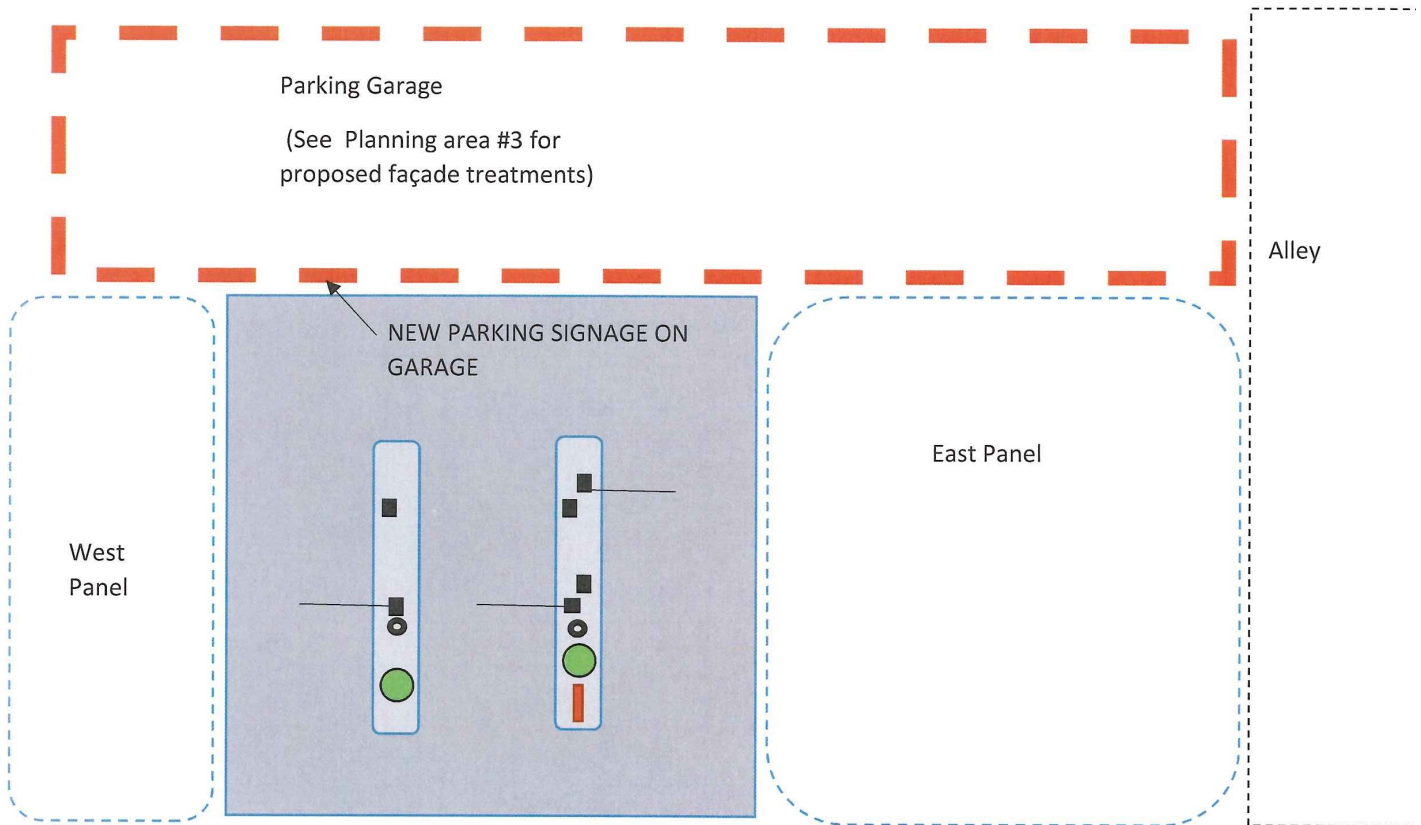 Parking Garage
(See Planning area #3 for
proposed façade treatments)
Alley
NEW PARKING SIGNAGE ON
GARAGE
East Panel
West
Panel